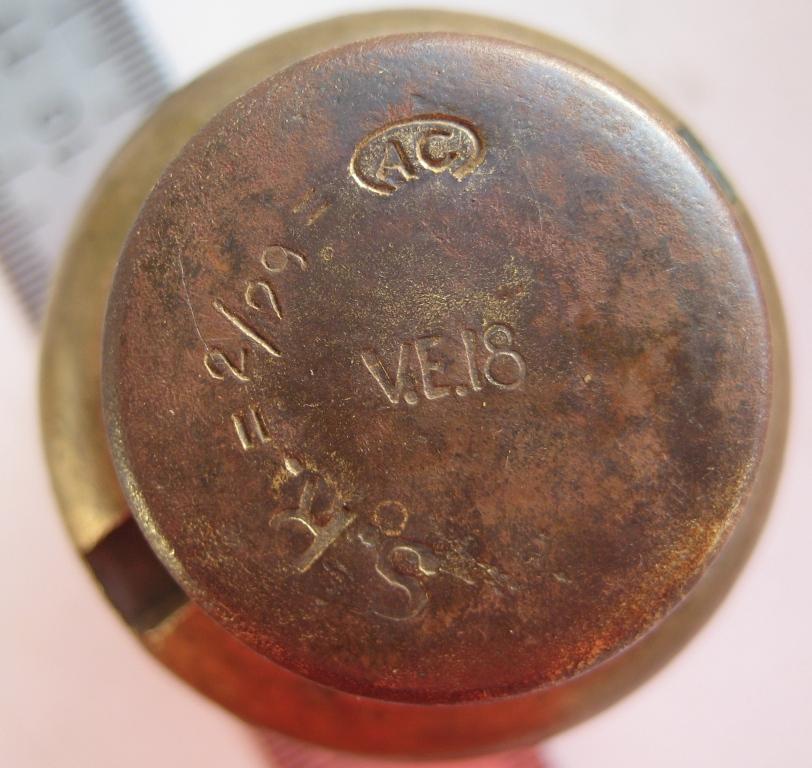 AC
S.K. = 2/29 =
V.E.18